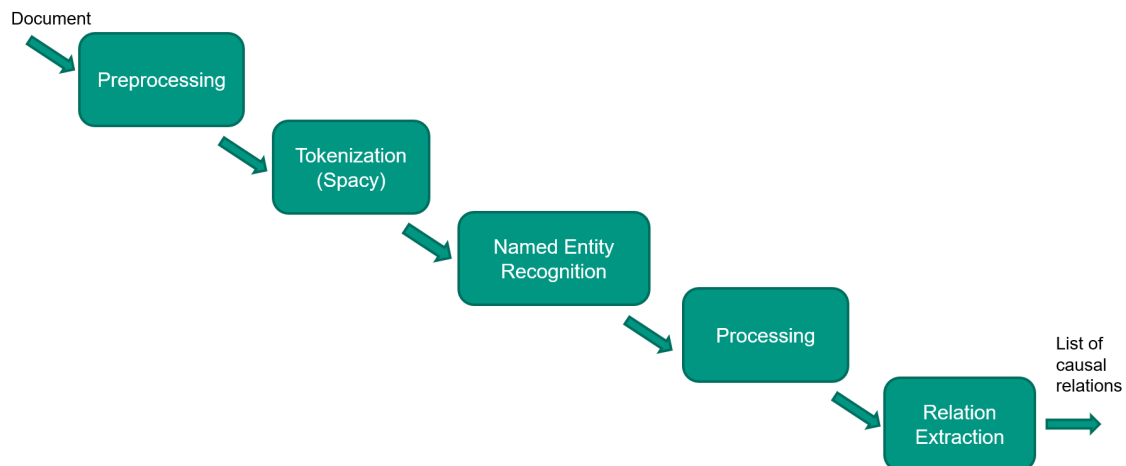 Document
Preprocessing
Tokenization
(Spacy)
Named Entity
Recognition
Processing
Relation
Extraction
List of
causal
relations